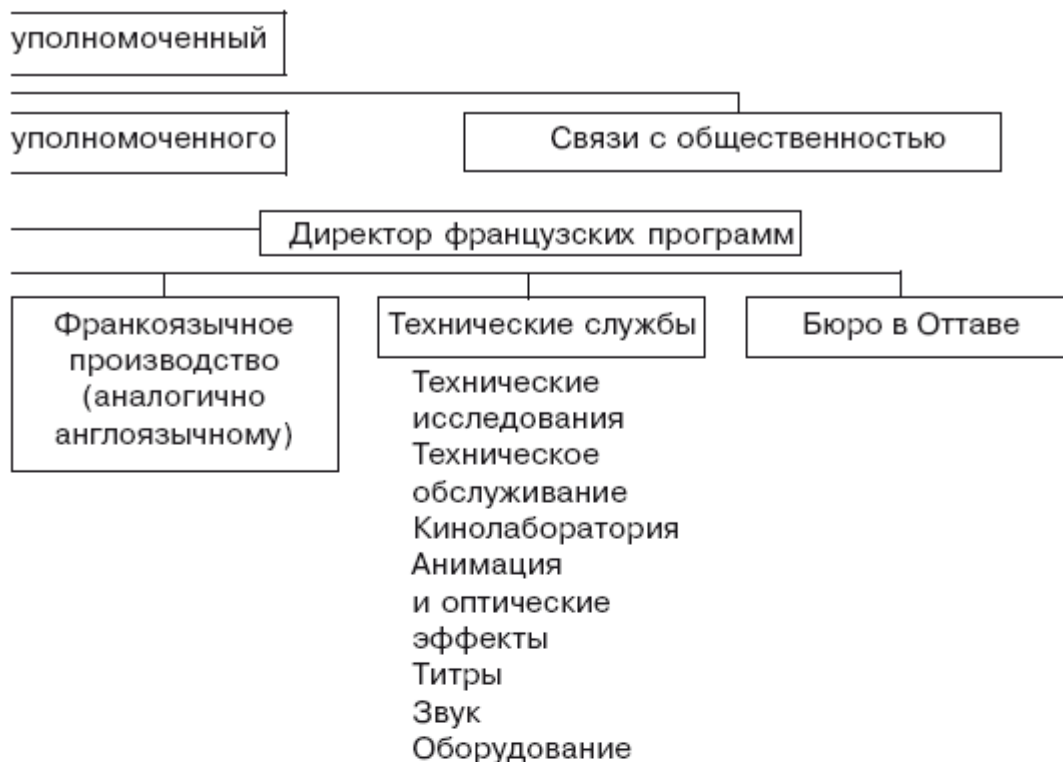 уполномоченный
уполномоченного
Связи с общественностью
Директор французских программ
Франкоязычное
производство
(аналогично
англоязычному)
Технические службы
Технические
исследования
Техническое
обслуживание
Кинолаборатория
Анимация
и оптические
эффекты
Титры
Звук
Оборудование
Бюро в Оттаве